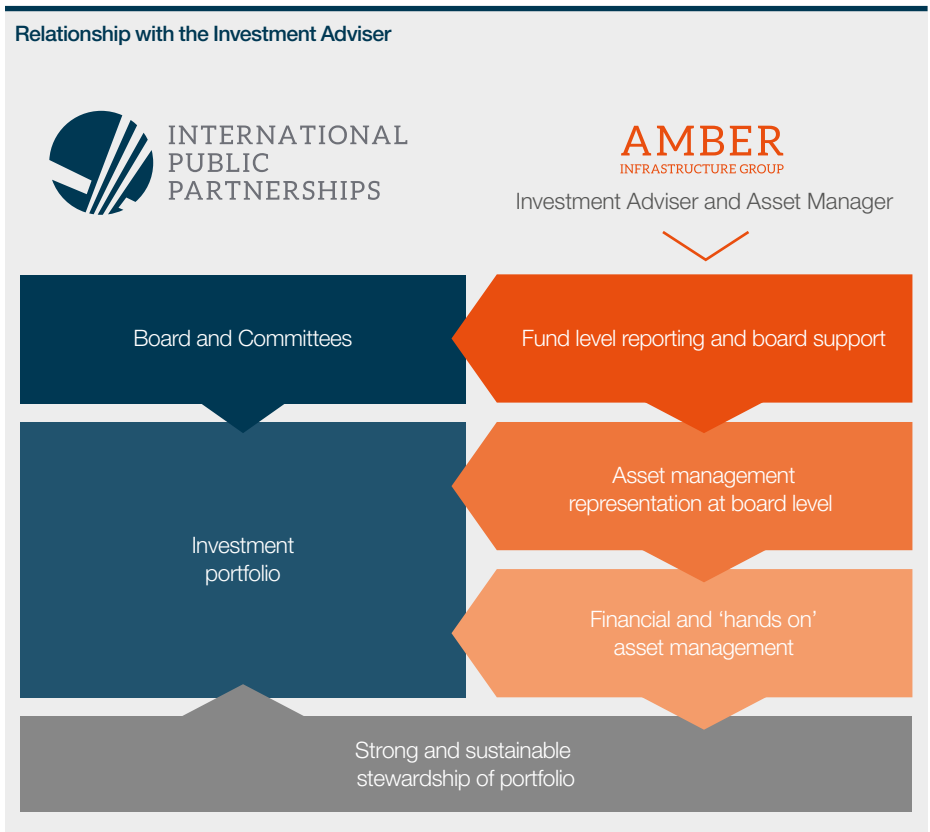 Relationship with the Investment Adviser
INTERNATIONAL
PUBLIC
PARTNERSHIPS
AMBER
INFRASTRUCTURE GROUP
Investment Adviser and Asset Manager
Board and Committees
Fund level reporting and board support
Investment
portfolio
Asset management
representation at board level
Financial and ‘hands on’
asset management
Strong and sustainable
stewardship of portfolio